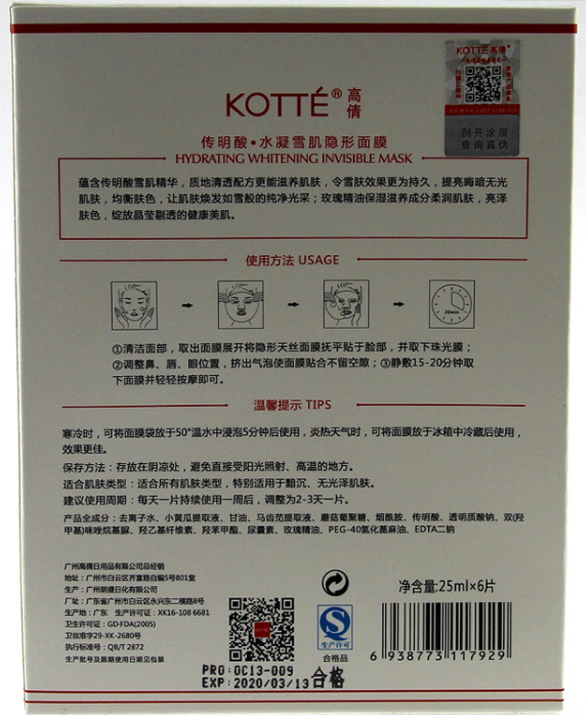 KOTTÉ高倩
刮开涂层
查询真伪
KOTTÉ®高倩
传明酸·水凝雪肌隐形面膜
HYDRATING WHITENING INVISIBLE MASK
蕴含传明酸雪肌精华，质地清透配方更能滋养肌肤，令雪肤效果更为持久，提亮晦暗无光
肌肤，均衡肤色，让肌肤焕发如雪般的纯净光采；玫瑰精油保湿滋养成分柔润肌肤，亮泽
肤色，绽放晶莹剔透的健康美肌。
使用方法 USAGE
20min
①清洁面部，取出面膜展开将隐形天丝面膜抚平贴于脸部，并取下珠光膜；
②调整鼻、唇、眼位置，挤出气泡使面膜贴合不留空隙；③静敷15-20分钟取
下面膜并轻轻按摩即可。
温馨提示 TIPS
寒冷时，可将面膜袋放于50°温水中浸泡5分钟后使用，炎热天气时，可将面膜放于冰箱中冷藏后使用，
效果更佳。
保存方法：存放在阴凉处，避免直接受阳光照射、高温的地方。
适合肌肤类型：适合所有肌肤类型，特别适用于黯沉、无光泽肌肤。
建议使用周期：每天一片持续使用一周后，调整为2-3天一片。
产品全成分：去离子水、小黄瓜提取液、甘油、马齿苋提取液、蘑菇葡聚糖、烟酰胺、传明酸、透明质酸钠、双(羟
甲基)咪唑烷基脲、羟乙基纤维素、羟苯甲酯、尿囊素、玫瑰精油、PEG-40氢化蓖麻油、EDTA二钠
广州高倩日用品有限公司总经销
地址：广州市白云区齐富路自编5号801室
生产：广州期盛日化有限公司
厂址：广东省广州市白云区永兴东二横路8号
生产地：广东 生产许可证：XK16-108 6681
卫生许可证：GD·FDA(2005)
卫妆准字29-XK-2680号
执行标准号：QB/T 2872
生产批号及限期使用日期见包装
生产许可
合格品
净含量:25ml×6片
6 938773 117929
PRO:OC13-009
EXP:2020/03/13 合格